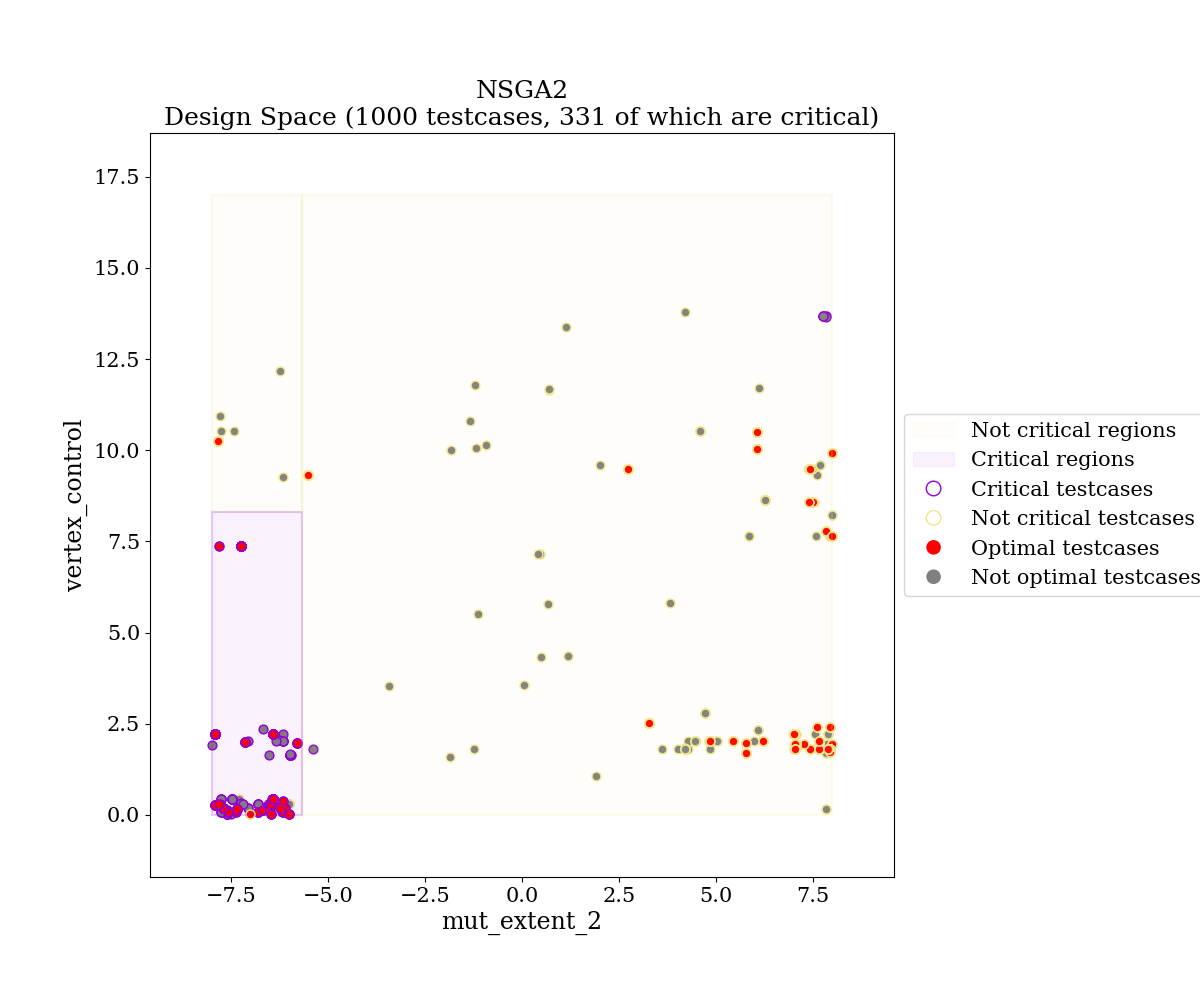 NSGA2
Design Space (1000 testcases, 331 of which are critical)
17.5
15.0
12.5
10.0
7.5
5.0
2.5
0.0
vertex_control
−7.5
−5.0
−2.5
0.0
2.5
5.0
7.5
mut_extent_2
Not critical regions
Critical regions
Critical testcases
Not critical testcases
Optimal testcases
Not optimal testcases